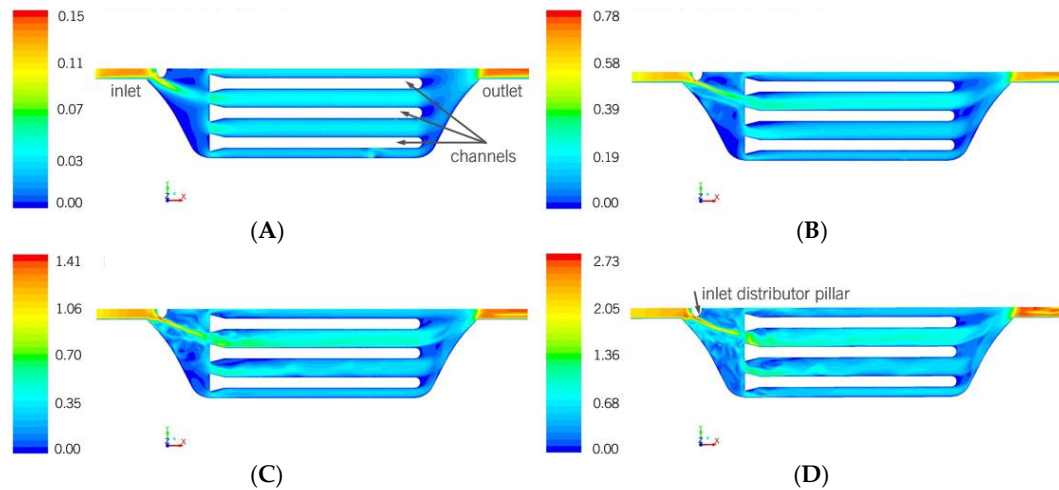 0.15
0.11
0.07
0.03
0.00
inlet
outlet
channels
Y
Z
X
(A)
0.78
0.58
0.39
0.19
0.00
Y
Z
X
(B)
1.41
1.06
0.70
0.35
0.00
Y
Z
X
(C)
2.73
2.05
1.36
0.68
0.00
inlet distributor pillar
Y
Z
X
(D)